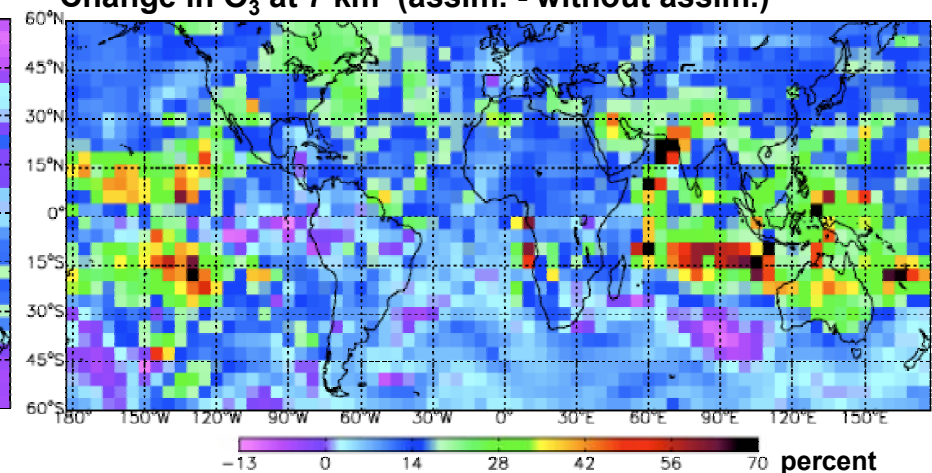 Change in O3 at 7 km (assim. - without assim.)
60°N
45°N
30°N
15°N
0°
15°S
30°S
45°S
60°S
180° 150°W 120°W 90°W 60°W 30°W 0° 30°E 60°E 90°E 120°E 150°E
-13 0 14 28 42 56 70 percent